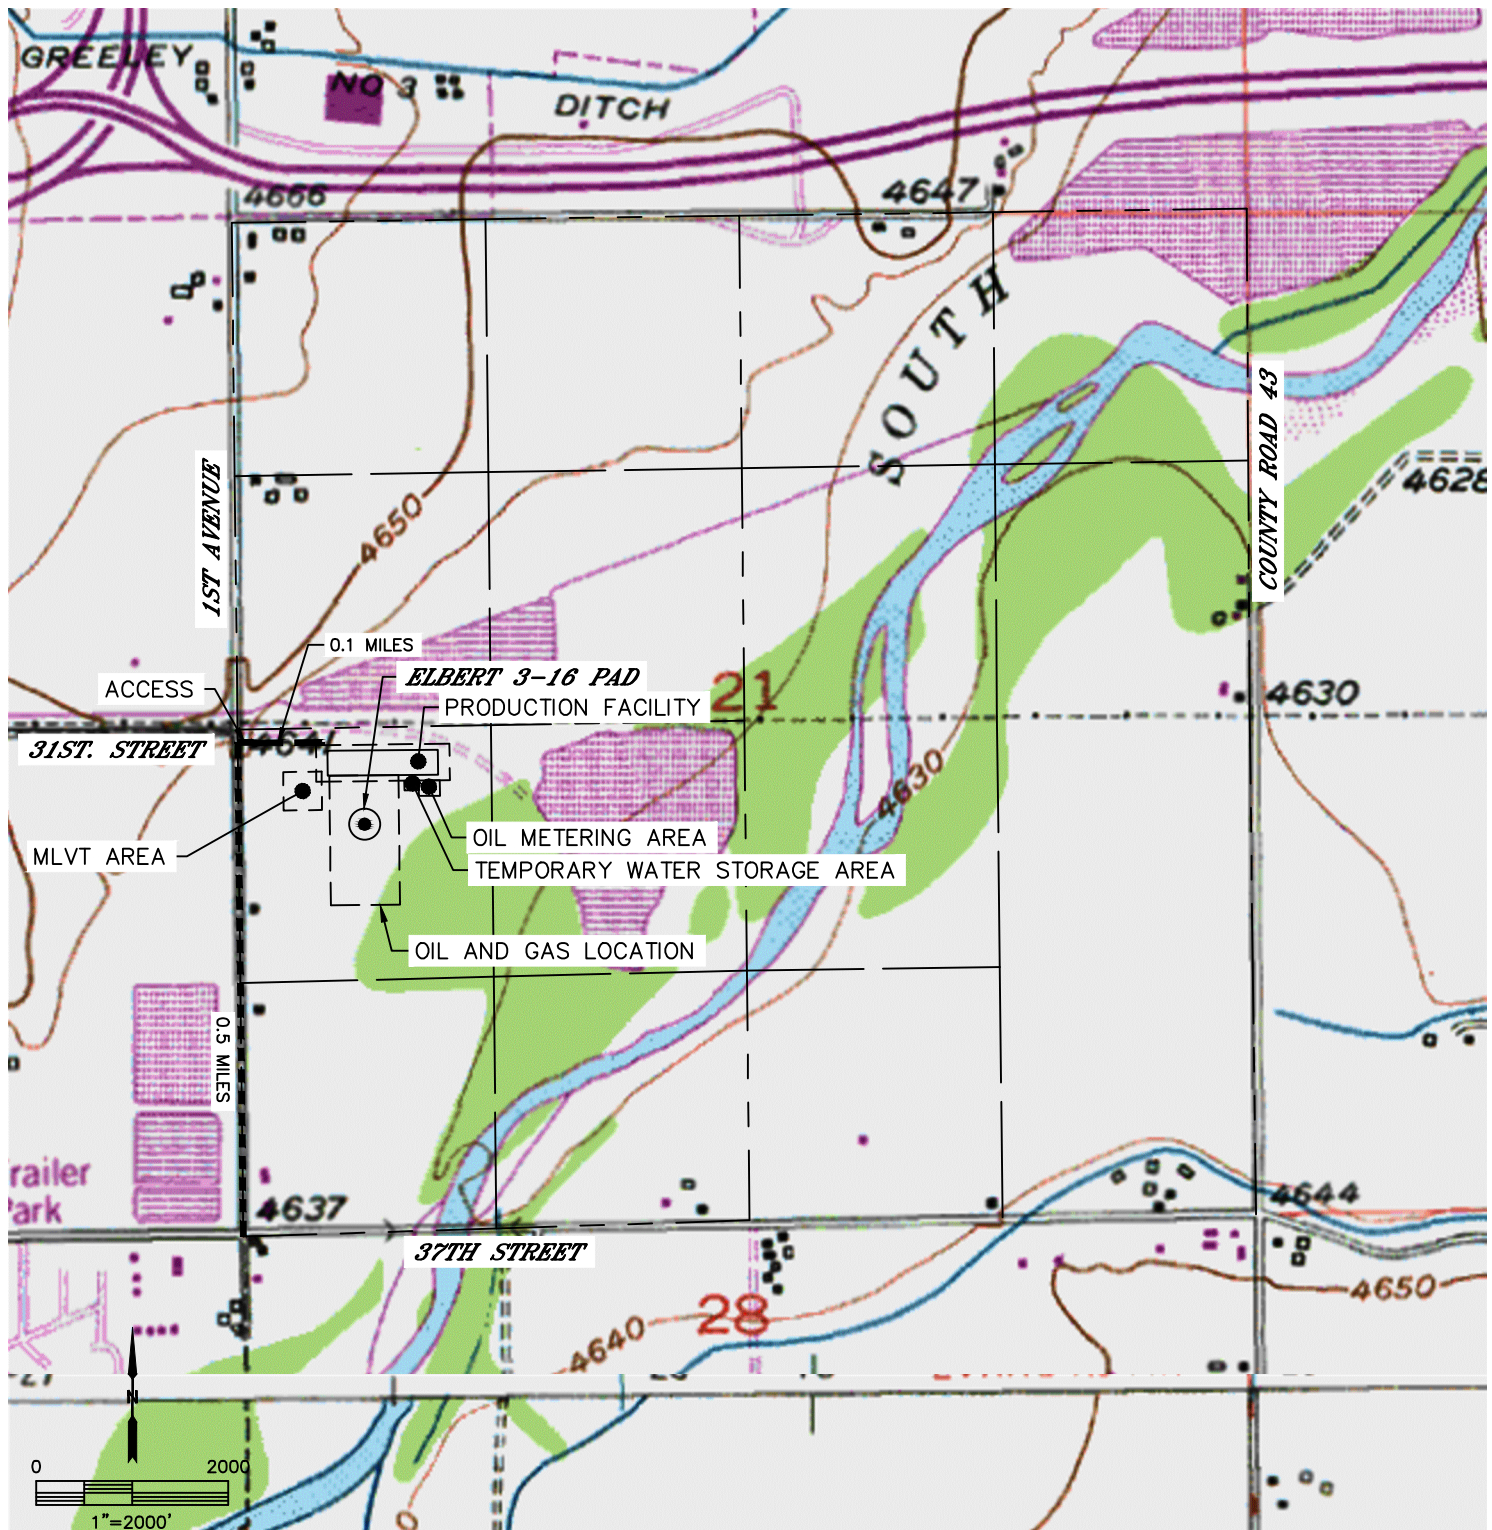 GREELEY
NO 3
DITCH
4666
4647
SOUTH
COUNTY ROAD 43
4628
1ST AVENUE
4650
0.1 MILES
ELBERT 3-16 PAD
ACCESS
PRODUCTION FACILITY
21
4630
31ST. STREET
4641
4630
OIL METERING AREA
MLVT AREA
TEMPORARY WATER STORAGE AREA
OIL AND GAS LOCATION
0.5 MILES
railer
Park
4637
4644
37TH STREET
4650
28
4640
N
0 2000
1"=2000'